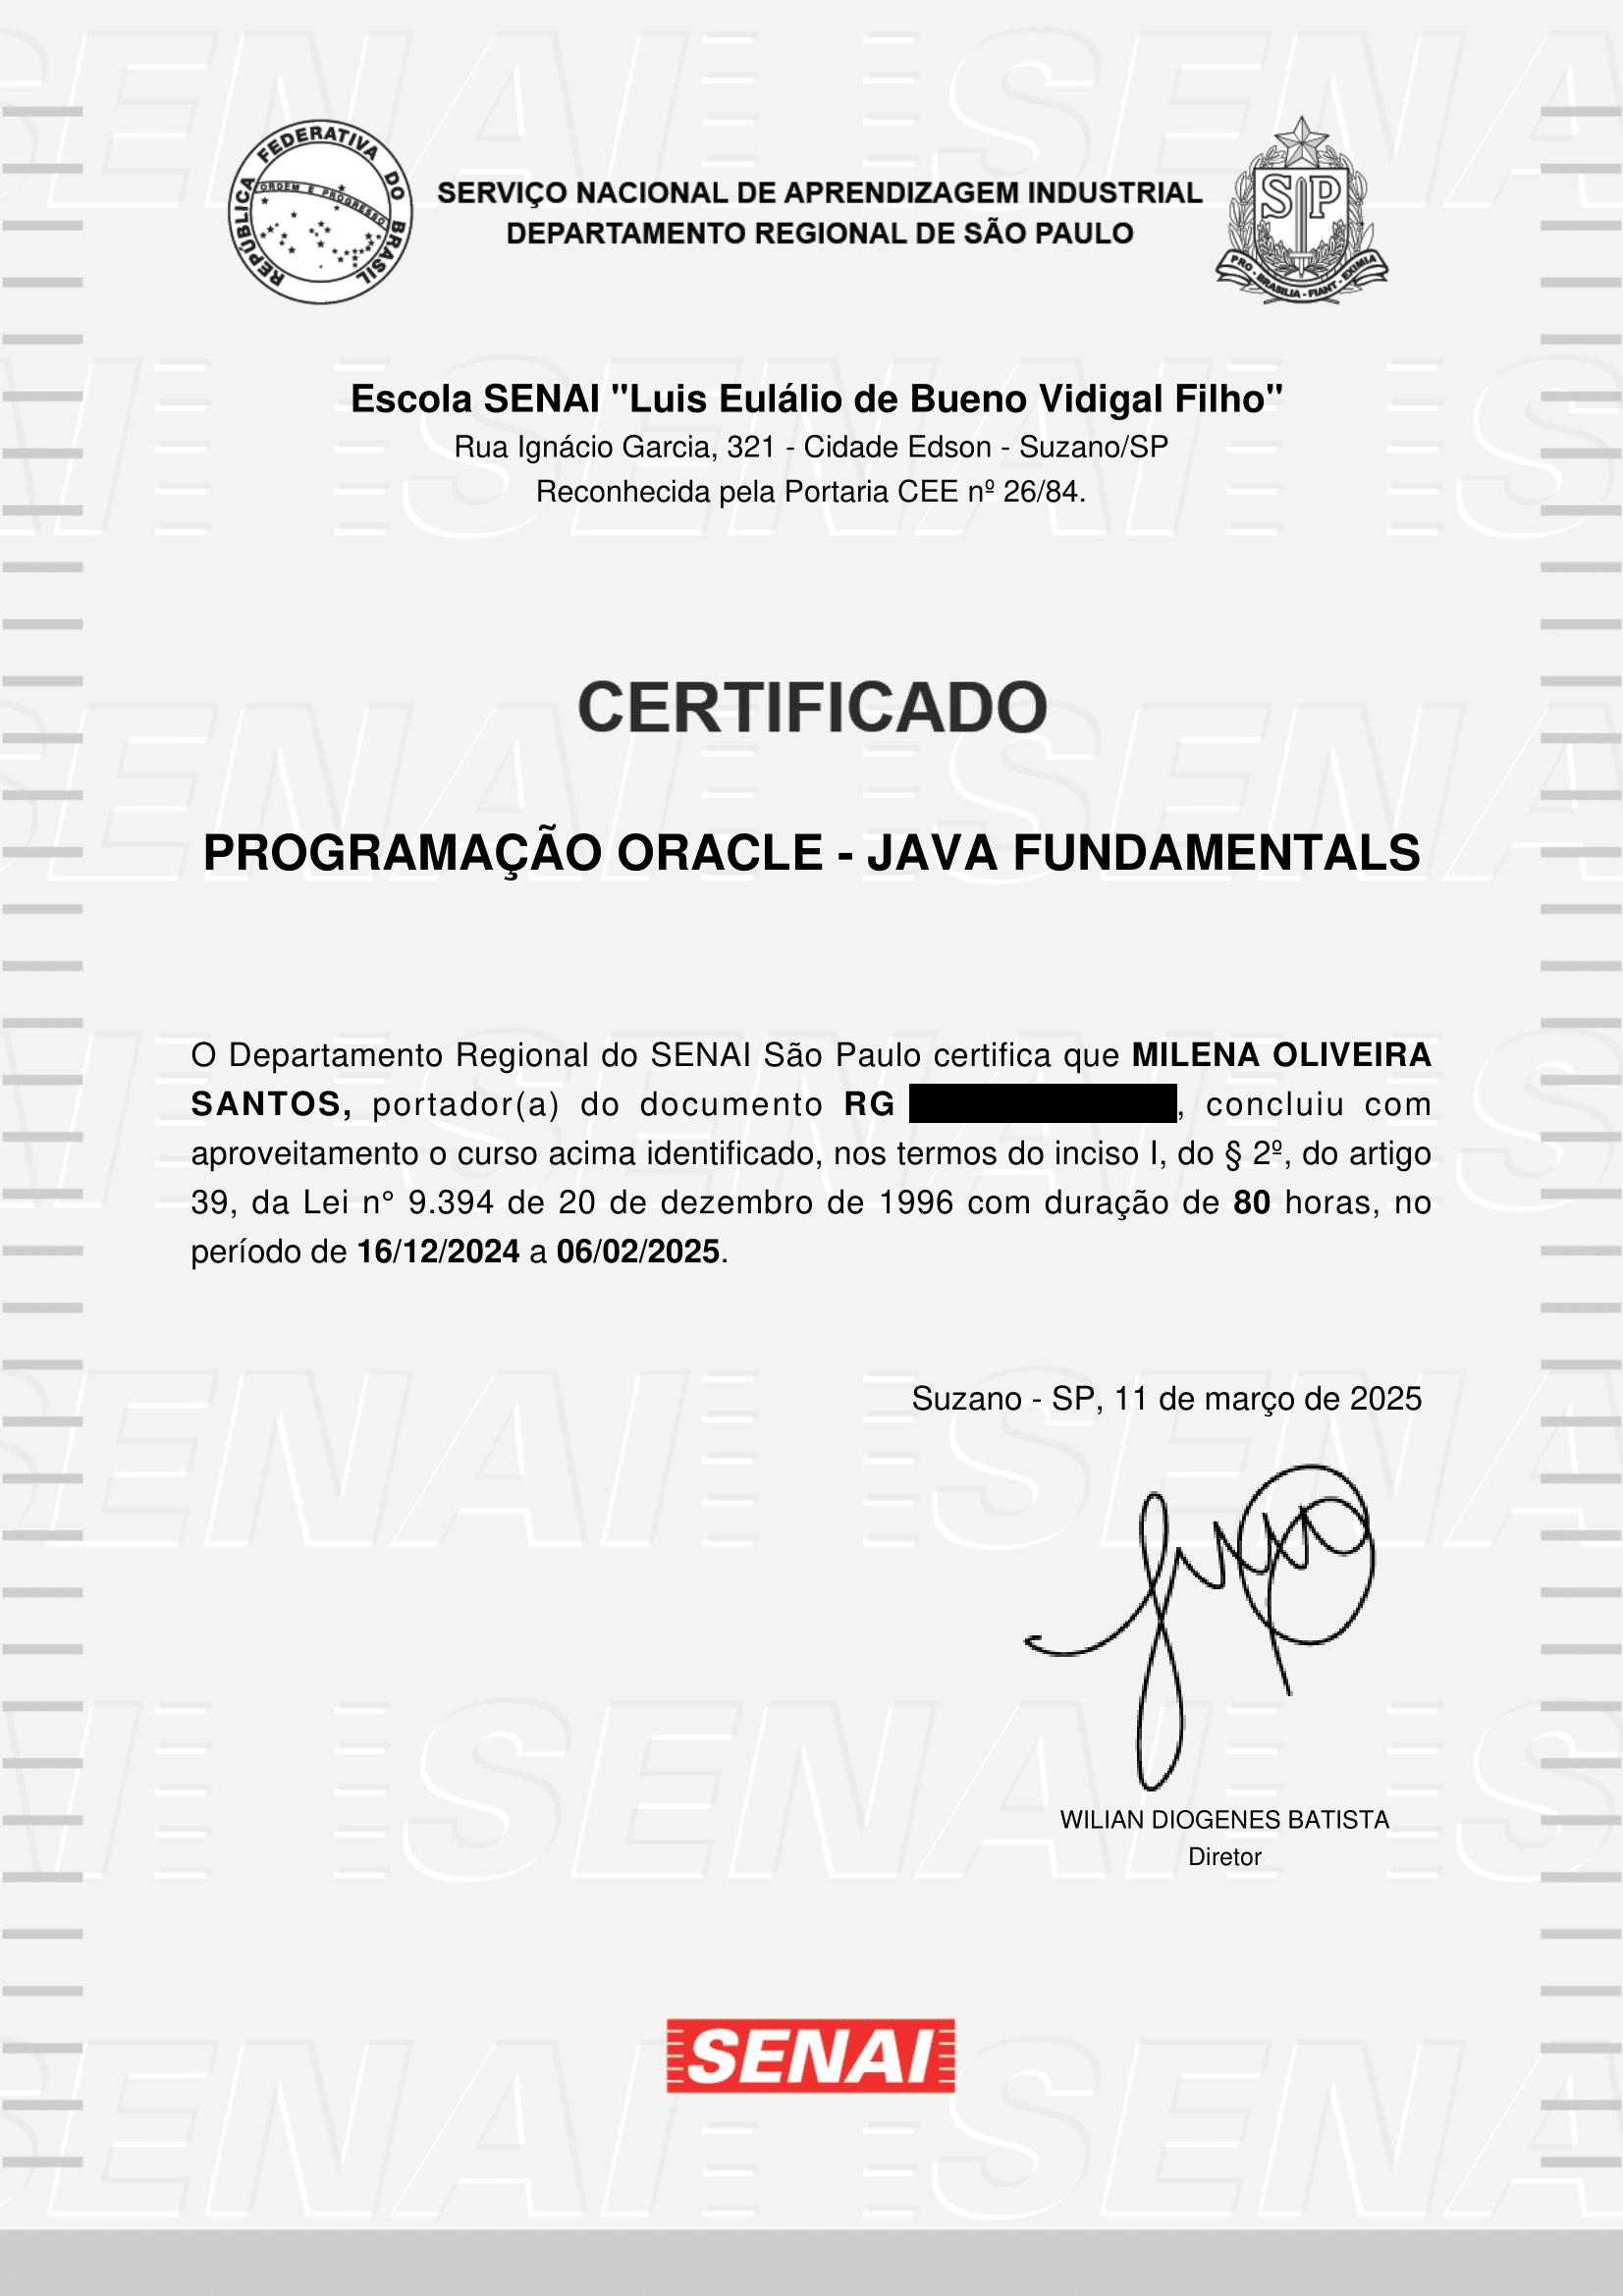 REPÚBLICA FEDERATIVA DO BRASIL
ORDEM E PROGRESSO
SERVIÇO NACIONAL DE APRENDIZAGEM INDUSTRIAL
DEPARTAMENTO REGIONAL DE SÃO PAULO
SP
PRO - BRASILIA - FIANT - EXIMIA
Escola SENAI "Luis Eulálio de Bueno Vidigal Filho"
Rua Ignácio Garcia, 321 - Cidade Edson - Suzano/SP
Reconhecida pela Portaria CEE nº 26/84.
CERTIFICADO
PROGRAMAÇÃO ORACLE - JAVA FUNDAMENTALS
O Departamento Regional do SENAI São Paulo certifica que MILENA OLIVEIRA
SANTOS, portador(a) do documento RG , concluiu com
aproveitamento o curso acima identificado, nos termos do inciso I, do § 2º, do artigo
39, da Lei n° 9.394 de 20 de dezembro de 1996 com duração de 80 horas, no
período de 16/12/2024 a 06/02/2025.
Suzano - SP, 11 de março de 2025
WILIAN DIOGENES BATISTA
Diretor
SENAI